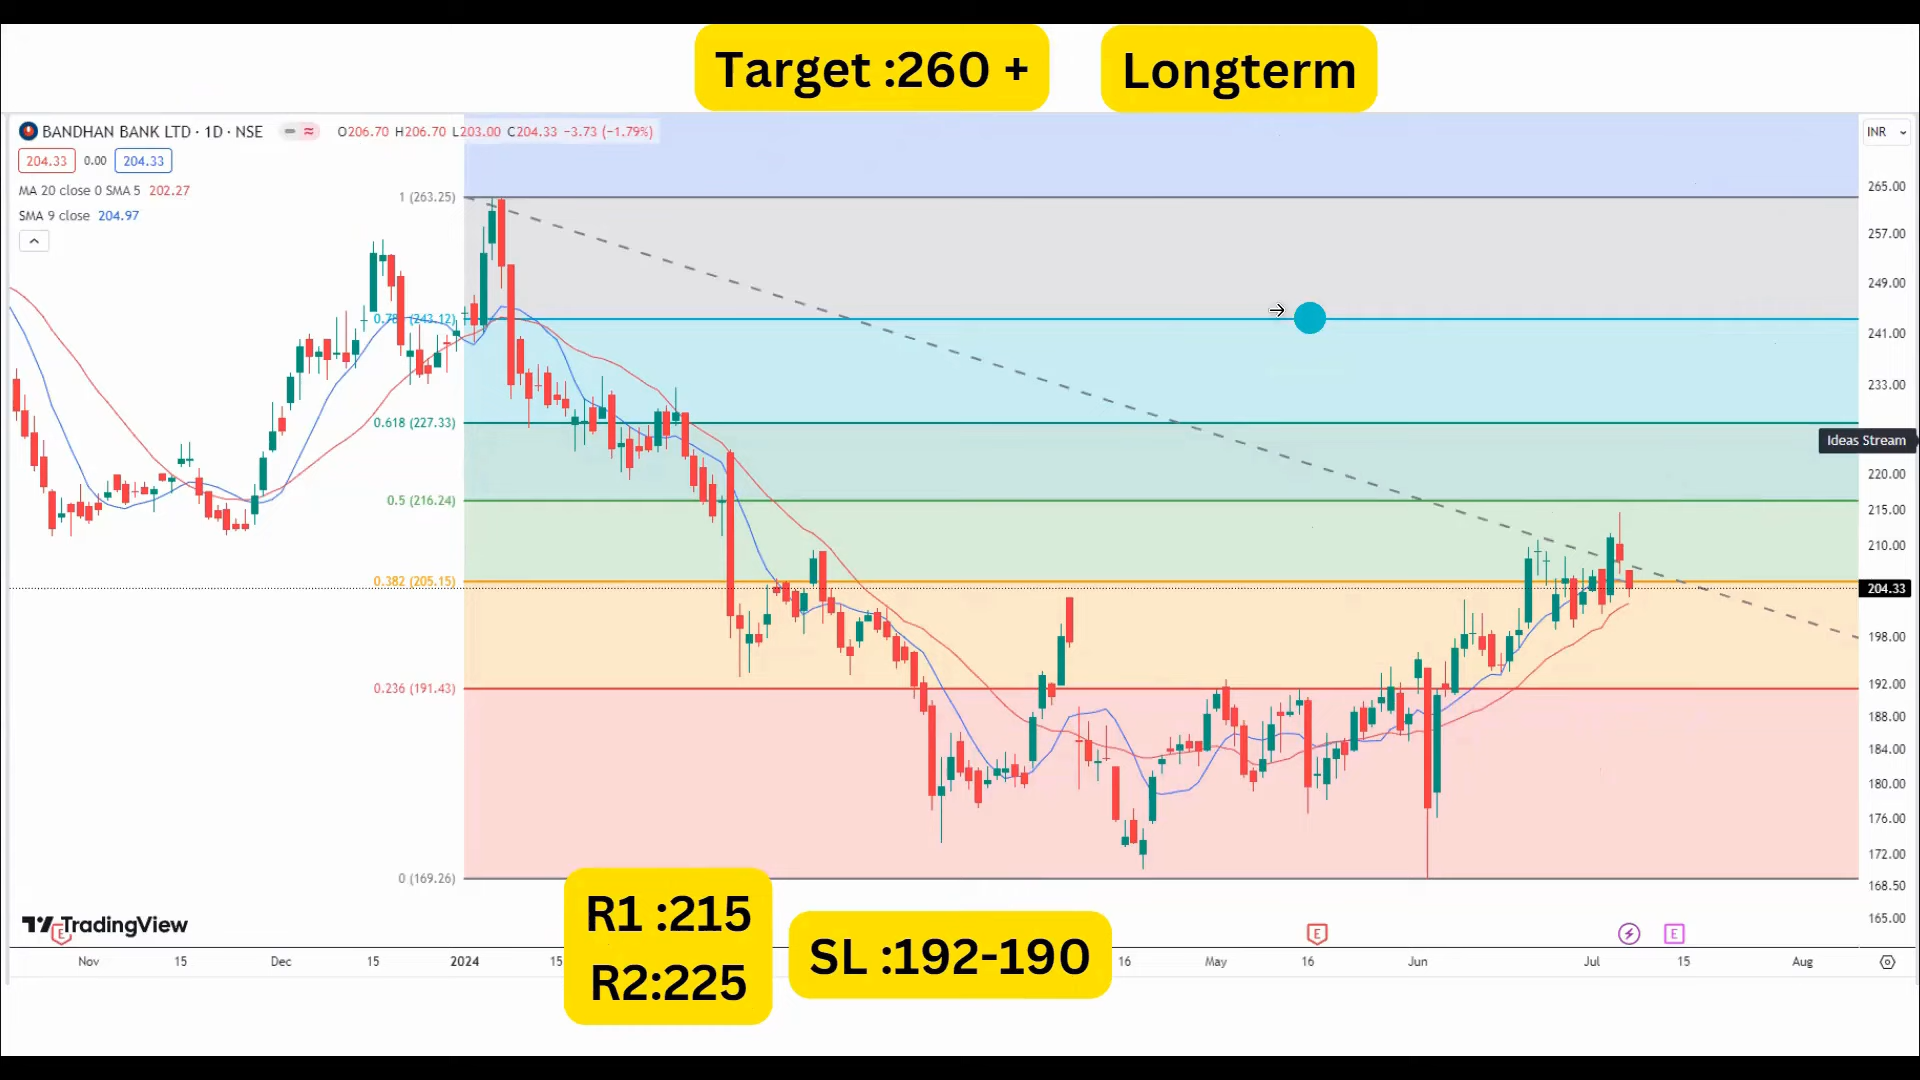 Target :260 +
Longterm
BANDHAN BANK LTD · 1D · NSE
O206.70 H206.70 L203.00 C204.33 −3.73 (−1.79%)
INR
204.33
0.00
204.33
MA 20 close 0 SMA 5 202.27
SMA 9 close 204.97
1 (263.25)
0.618 (227.33)
0.5 (216.24)
0.382 (205.15)
0.236 (191.43)
0 (169.26)
265.00
257.00
249.00
241.00
233.00
Ideas Stream
220.00
215.00
210.00
204.33
198.00
192.00
188.00
184.00
180.00
176.00
172.00
168.50
165.00
TradingView
E
E
E
R1 :215
R2:225
SL :192-190
Nov
15
Dec
15
2024
15
16
May
16
Jun
Jul
15
Aug